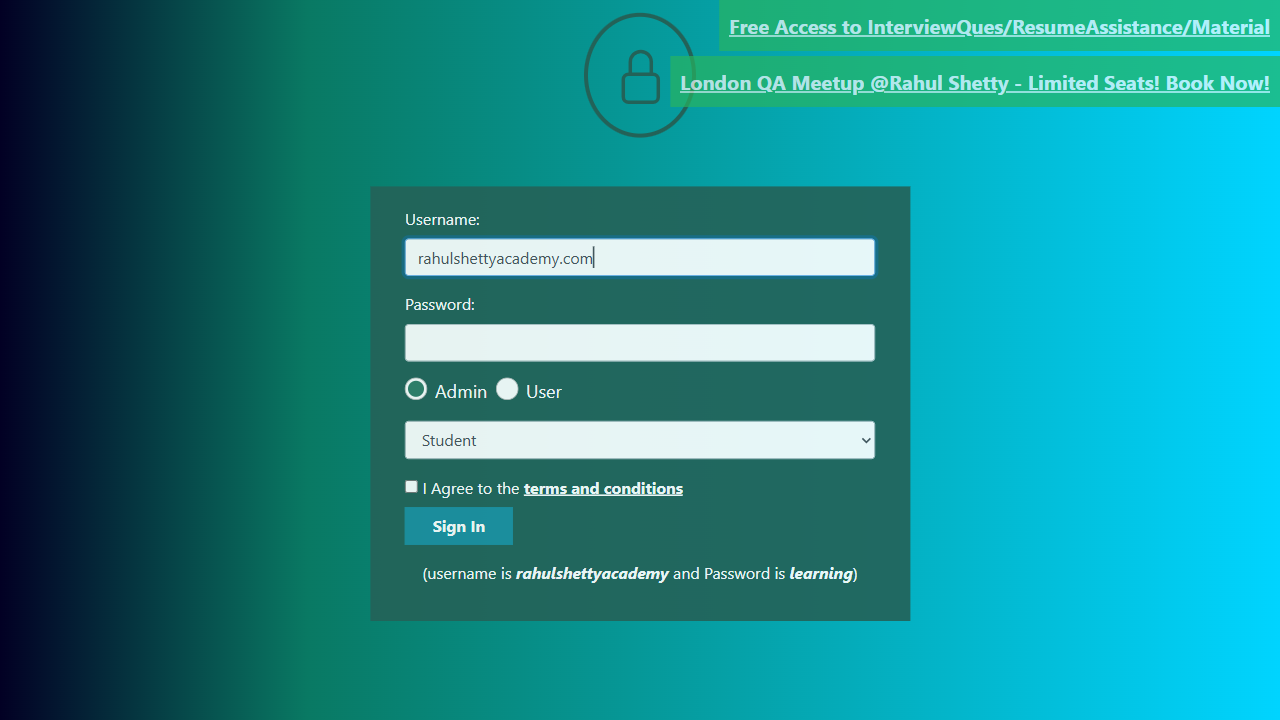 Free Access to InterviewQues/ResumeAssistance/Material
London QA Meetup @Rahul Shetty - Limited Seats! Book Now!
Username:
rahulshettyacademy.com
Password:
Admin User
Student
I Agree to the terms and conditions
Sign In
(username is rahulshettyacademy and Password is learning)